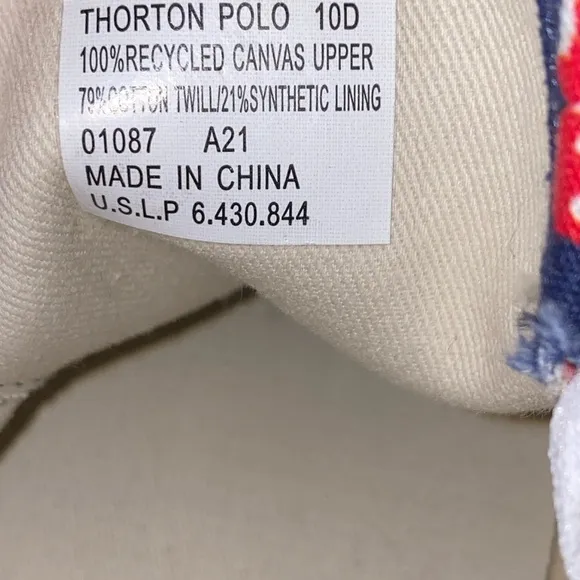 THORTON POLO 10D
100%RECYCLED CANVAS UPPER
79%COTTON TWILL/21%SYNTHETIC LINING
01087 A21
MADE IN CHINA
U.S.L.P 6.430.844